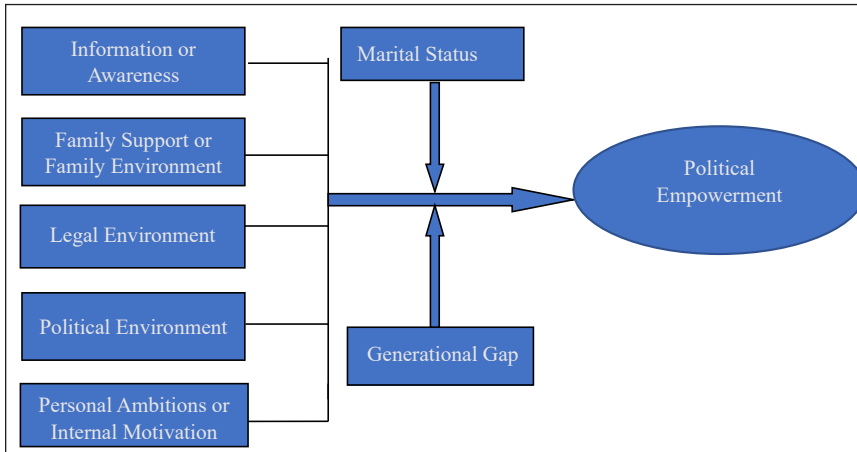 Information or
Awareness
Family Support or
Family Environment
Legal Environment
Political Environment
Personal Ambitions or
Internal Motivation
Marital Status
Generational Gap
Political
Empowerment